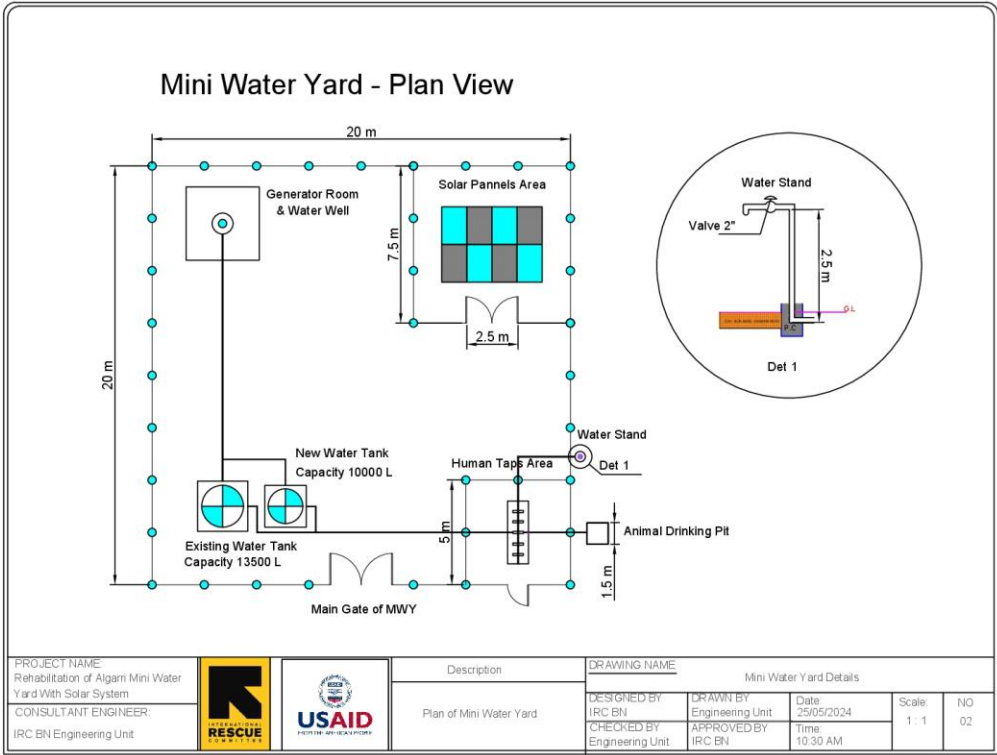 Mini Water Yard - Plan View
20 m
Generator Room
& Water Well
Solar Pannels Area
7.5 m
2.5 m
20 m
Water Stand
Valve 2"
2.5 m
G.L
P.C
Det 1
Water Stand
Det 1
Human Taps Area
New Water Tank
Capacity 10000 L
5 m
Animal Drinking Pit
1.5 m
Existing Water Tank
Capacity 13500 L
Main Gate of MWY
PROJECT NAME:
Rehabilitation of Algarri Mini Water
Yard With Solar System
CONSULTANT ENGINEER:
IRC BN Engineering Unit
INTERNATIONAL
RESCUE
COMMITTEE
USAID
FROM THE AMERICAN PEOPLE
Description
Plan of Mini Water Yard
DRAWING NAME
Mini Water Yard Details
DESIGNED BY
IRC BN
DRAWN BY
Engineering Unit
Date:
25/05/2024
Scale:
1 : 1
NO
02
CHECKED BY
Engineering Unit
APPROVED BY
IRC BN
Time:
10:30 AM